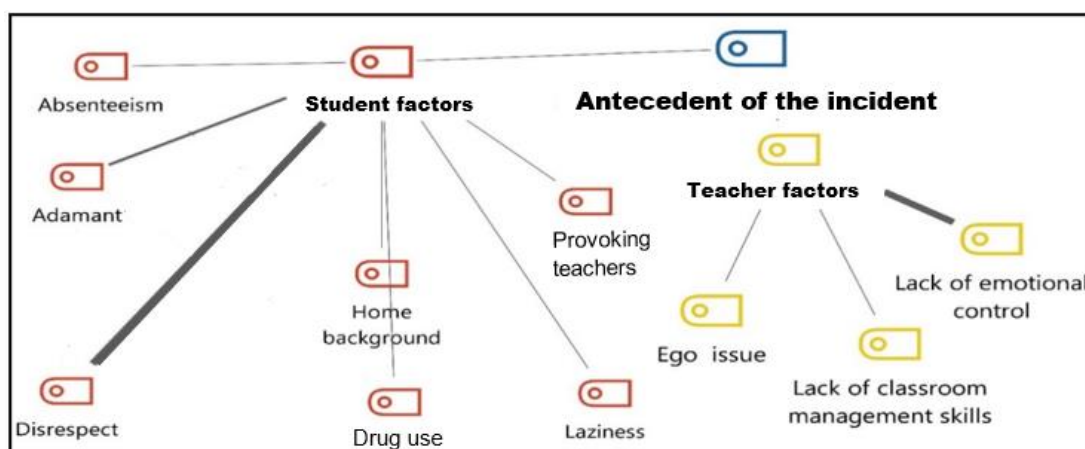 Absenteeism
Student factors
Antecedent of the incident
Adamant
Teacher factors
Provoking
teachers
Home
background
Lack of emotional
control
Ego issue
Lack of classroom
management skills
Disrespect
Drug use
Laziness